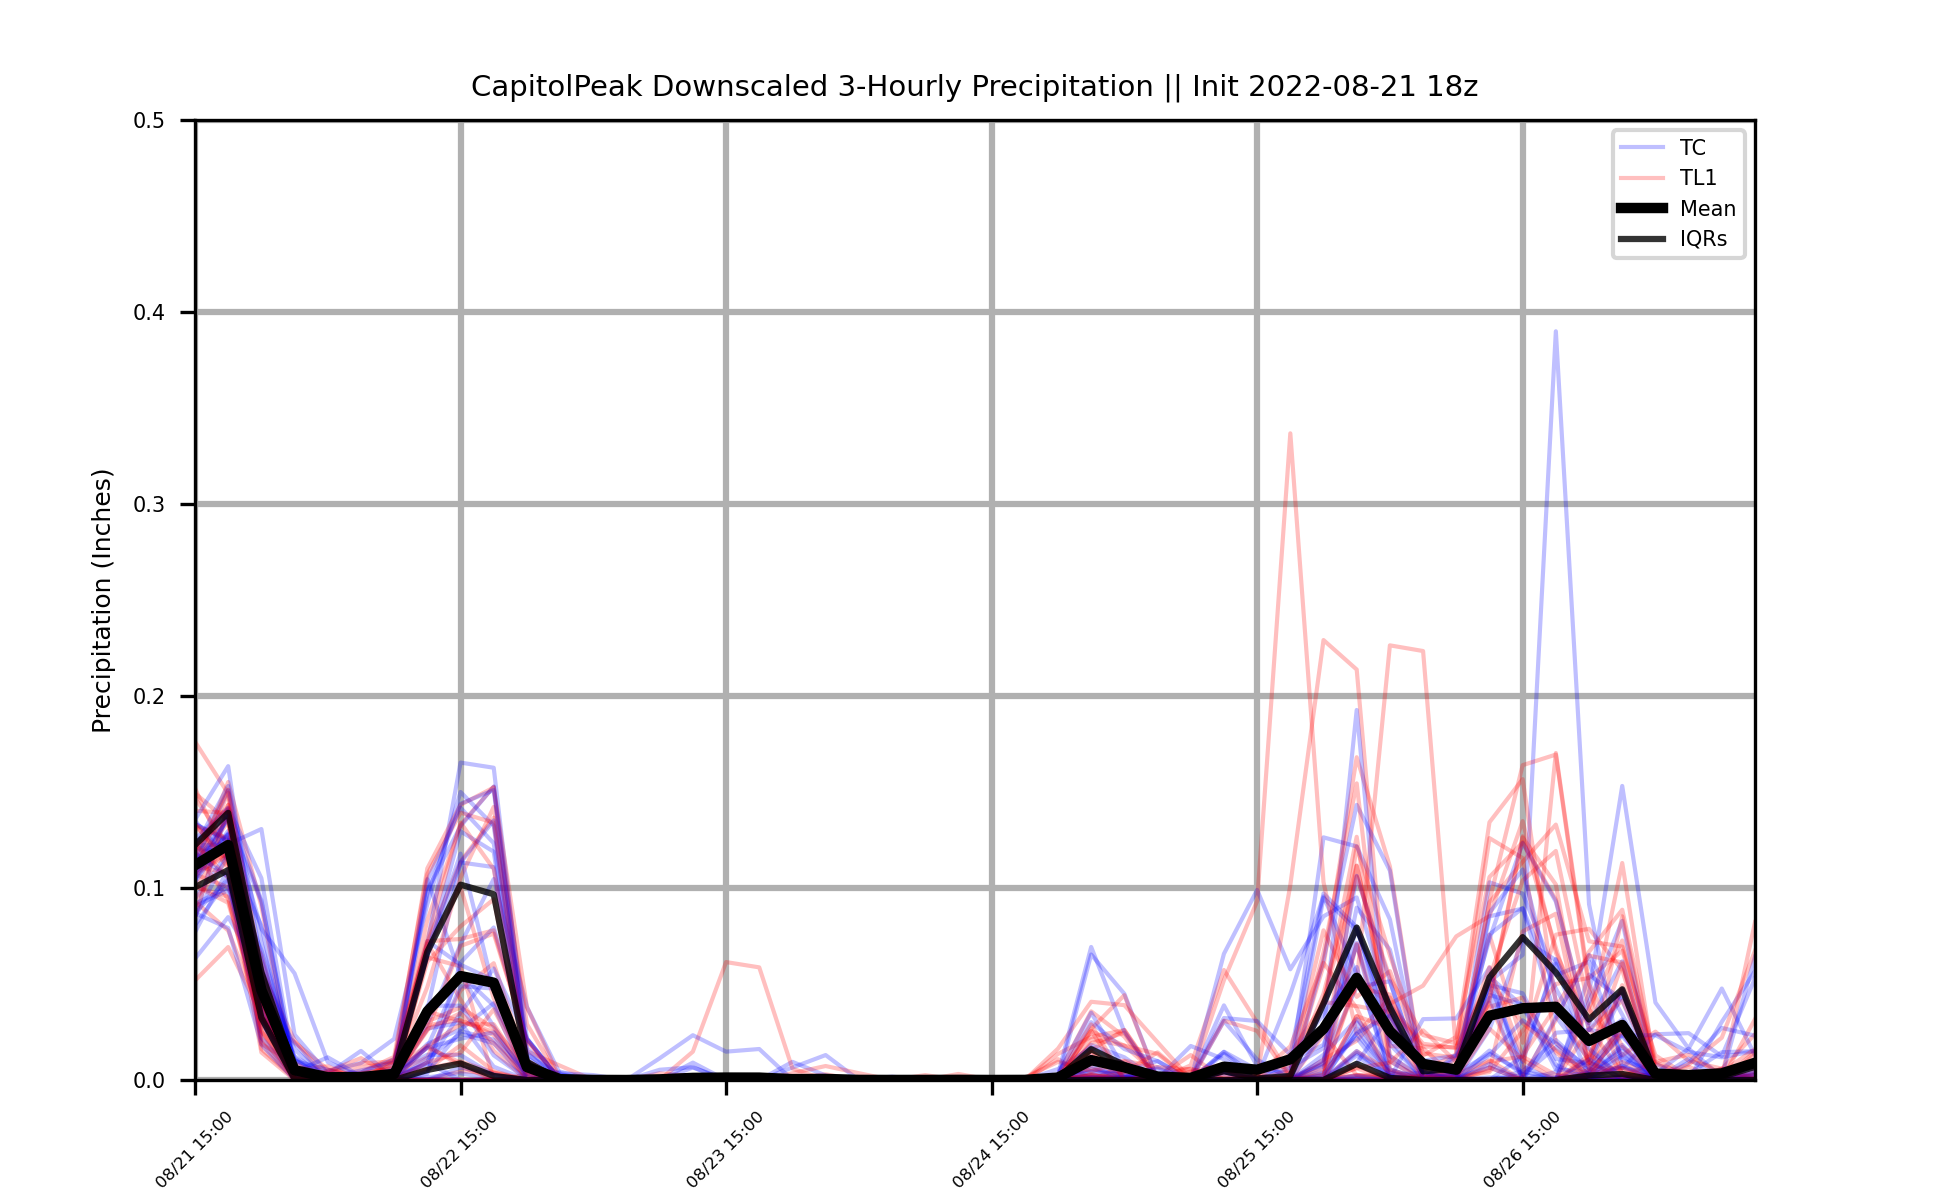 CapitolPeak Downscaled 3-Hourly Precipitation || Init 2022-08-21 18z
Precipitation (Inches)
0.5
0.4
0.3
0.2
0.1
0.0
TC
TL1
Mean
IQRs
08/21 15:00
08/22 15:00
08/23 15:00
08/24 15:00
08/25 15:00
08/26 15:00